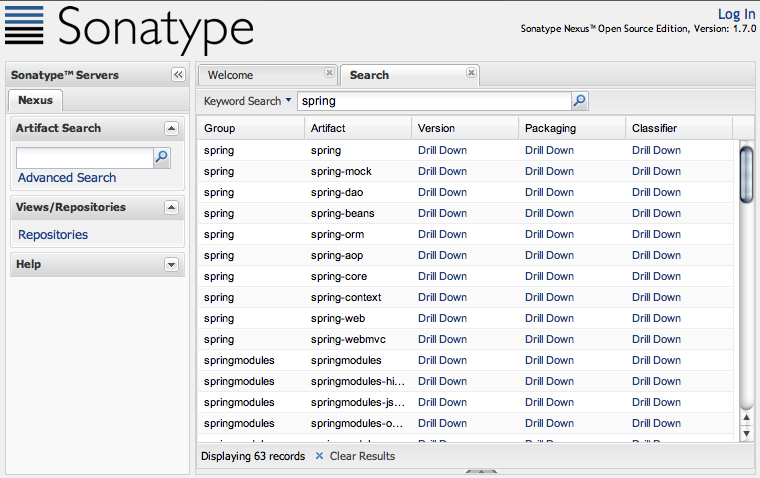 Sonatype
Log In
Sonatype Nexus™ Open Source Edition, Version: 1.7.0
Sonatype™ Servers
Nexus
Artifact Search
Advanced Search
Views/Repositories
Repositories
Help
Welcome
Search
Keyword Search spring
Group Artifact Version Packaging Classifier
spring spring Drill Down Drill Down Drill Down
spring spring-mock Drill Down Drill Down Drill Down
spring spring-dao Drill Down Drill Down Drill Down
spring spring-beans Drill Down Drill Down Drill Down
spring spring-orm Drill Down Drill Down Drill Down
spring spring-aop Drill Down Drill Down Drill Down
spring spring-core Drill Down Drill Down Drill Down
spring spring-context Drill Down Drill Down Drill Down
spring spring-web Drill Down Drill Down Drill Down
spring spring-webmvc Drill Down Drill Down Drill Down
springmodules springmodules Drill Down Drill Down Drill Down
springmodules springmodules-hi... Drill Down Drill Down Drill Down
springmodules springmodules-js... Drill Down Drill Down Drill Down
springmodules springmodules-o... Drill Down Drill Down Drill Down
Displaying 63 records Clear Results